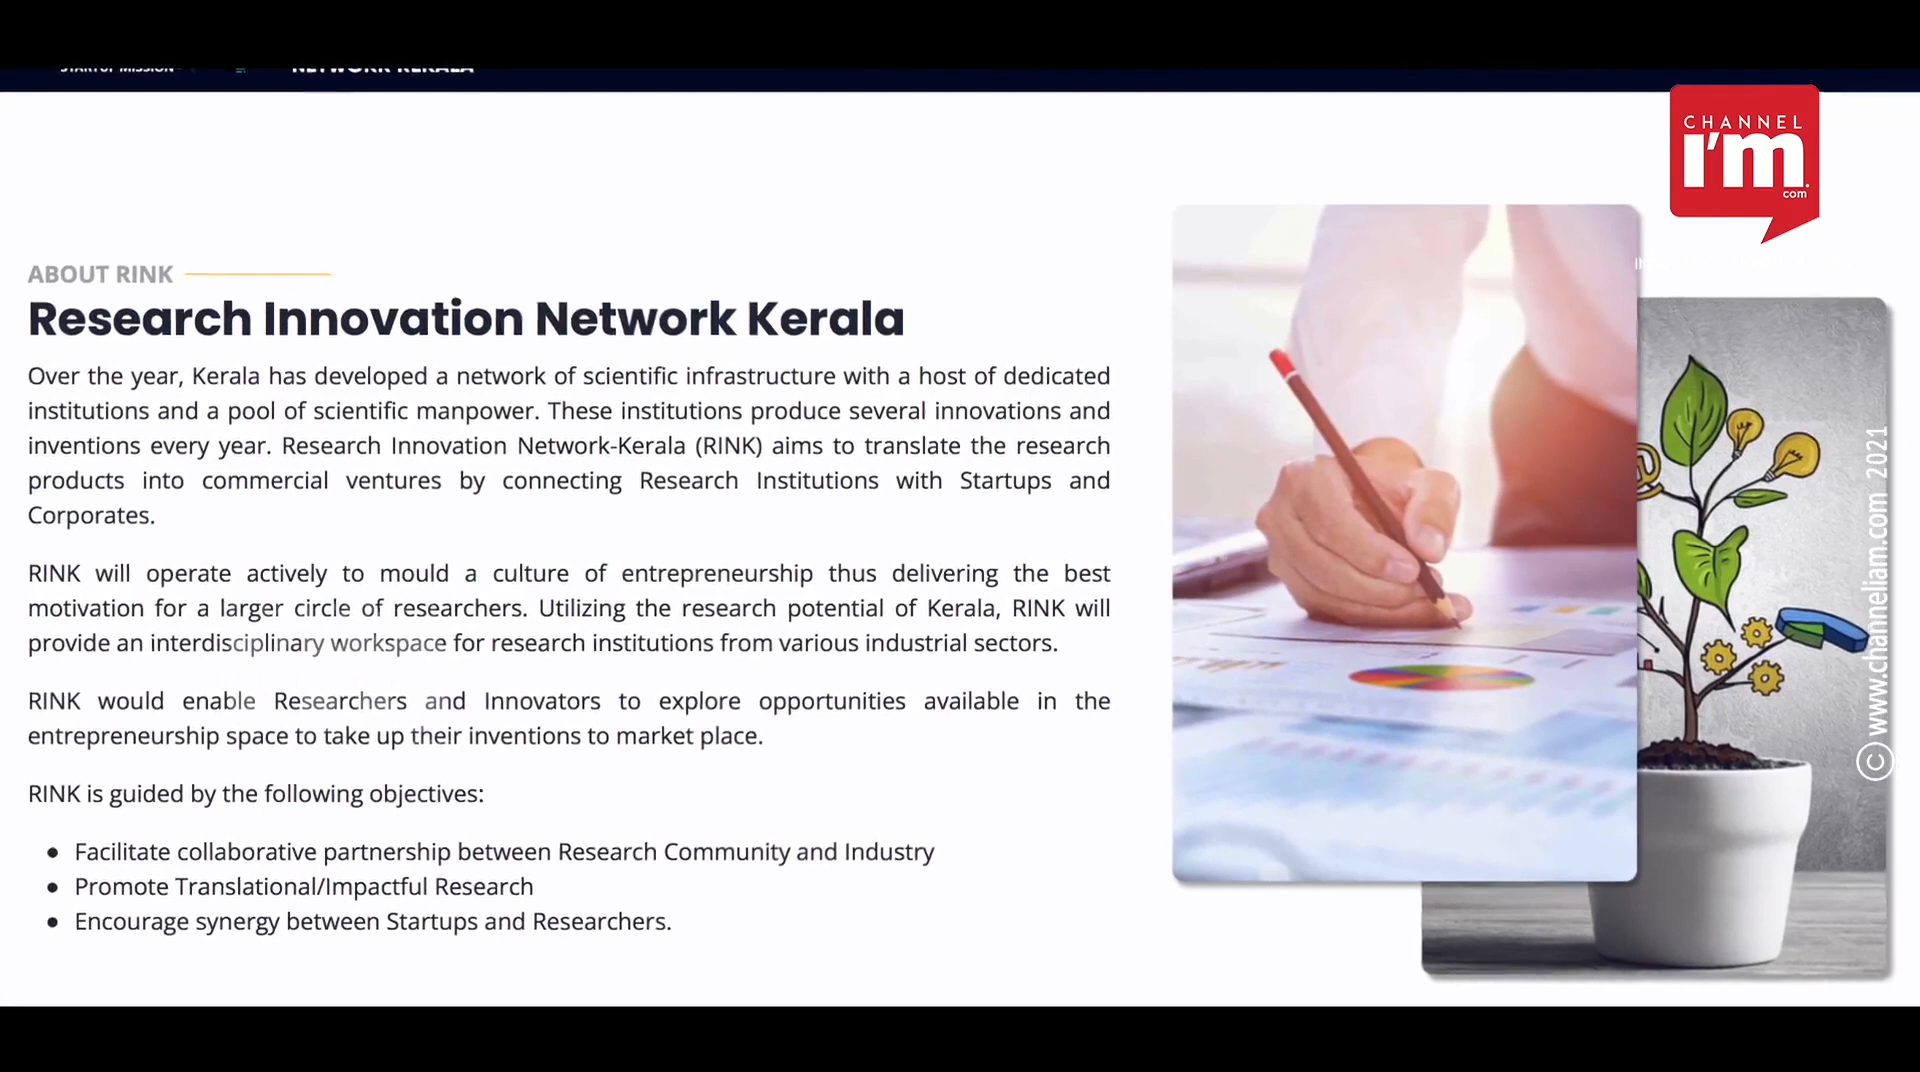 STARTUP MISSION
NETWORK KERALA
CHANNEL
i'm
.com
ABOUT RINK
Research Innovation Network Kerala
Over the year, Kerala has developed a network of scientific infrastructure with a host of dedicated
institutions and a pool of scientific manpower. These institutions produce several innovations and
inventions every year. Research Innovation Network-Kerala (RINK) aims to translate the research
products into commercial ventures by connecting Research Institutions with Startups and
Corporates.
RINK will operate actively to mould a culture of entrepreneurship thus delivering the best
motivation for a larger circle of researchers. Utilizing the research potential of Kerala, RINK will
provide an interdisciplinary workspace for research institutions from various industrial sectors.
RINK would enable Researchers and Innovators to explore opportunities available in the
entrepreneurship space to take up their inventions to market place.
RINK is guided by the following objectives:
● Facilitate collaborative partnership between Research Community and Industry
● Promote Translational/Impactful Research
● Encourage synergy between Startups and Researchers.
@
© www.channeliam.com 2021